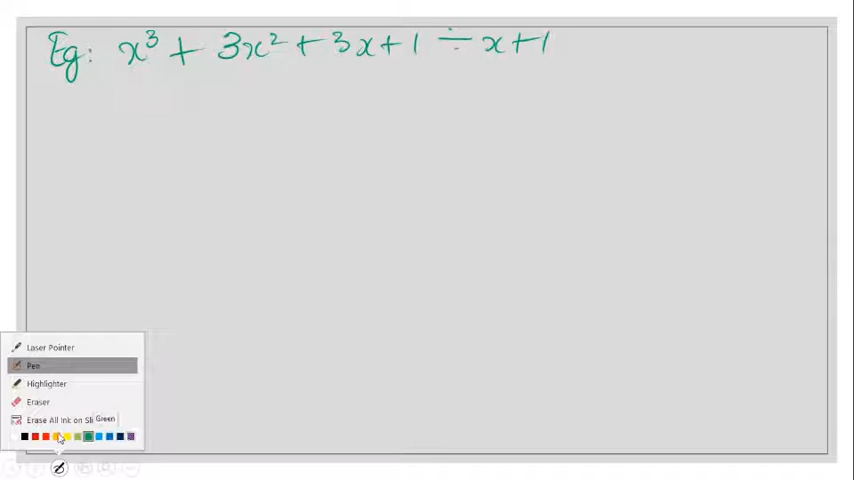 Eg: x³ + 3x² + 3x + 1 ÷ x + 1
Laser Pointer
Pen
Highlighter
Eraser
Erase All Ink on Sli
Green